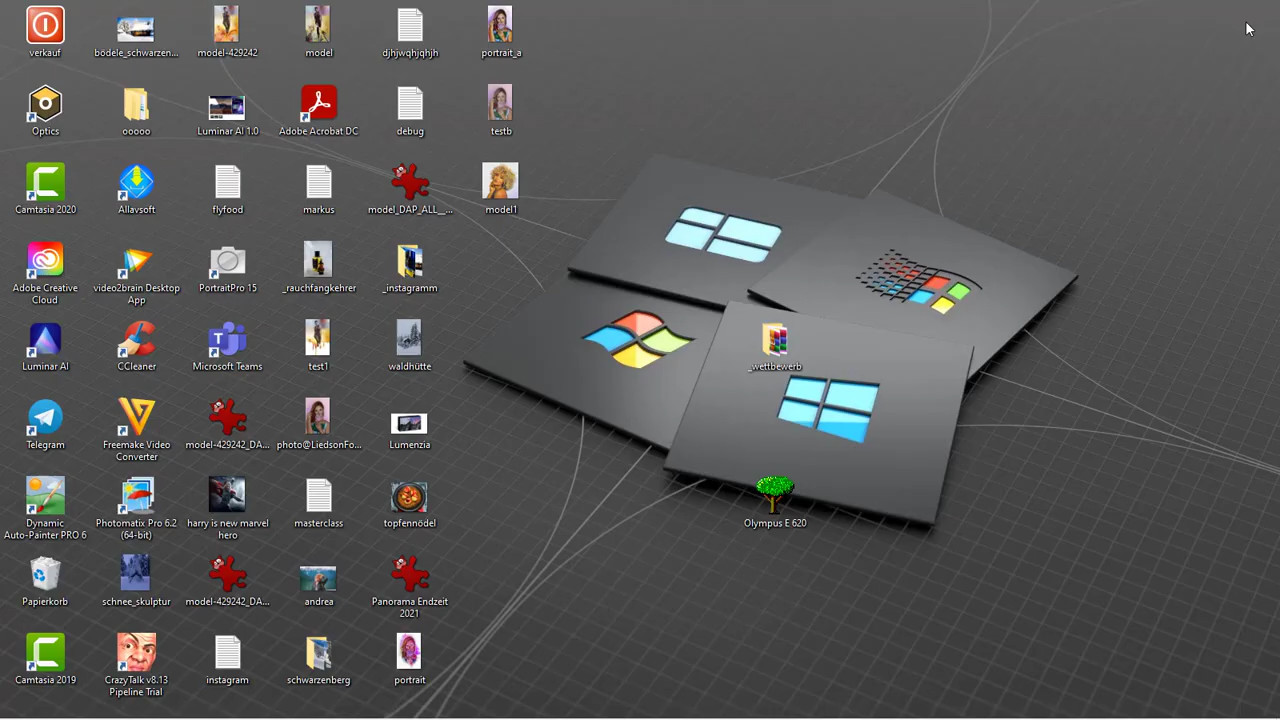 verkauf
bödele_schwarzen...
model-429242
model
djhjwqhjqhjh
portrait_a
Optics
ooooo
Luminar AI 1.0
Adobe Acrobat DC
debug
testb
Camtasia 2020
Allavsoft
flyfood
markus
model_DAP_ALL__...
model1
Adobe Creative
Cloud
video2brain Desktop
App
PortraitPro 15
_rauchfangkehrer
_instagramm
Luminar AI
CCleaner
Microsoft Teams
test1
waldhütte
_wettbewerb
Telegram
Freemake Video
Converter
model-429242_DA...
photo@LiedsonFo...
Lumenzia
Dynamic
Auto-Painter PRO 6
Photomatix Pro 6.2
(64-bit)
harry is new marvel
hero
masterclass
topfennödel
Olympus E 620
Papierkorb
schnee_skulptur
model-429242_DA...
andrea
Panorama Endzeit
2021
Camtasia 2019
CrazyTalk v8.13
Pipeline Trial
instagram
schwarzenberg
portrait